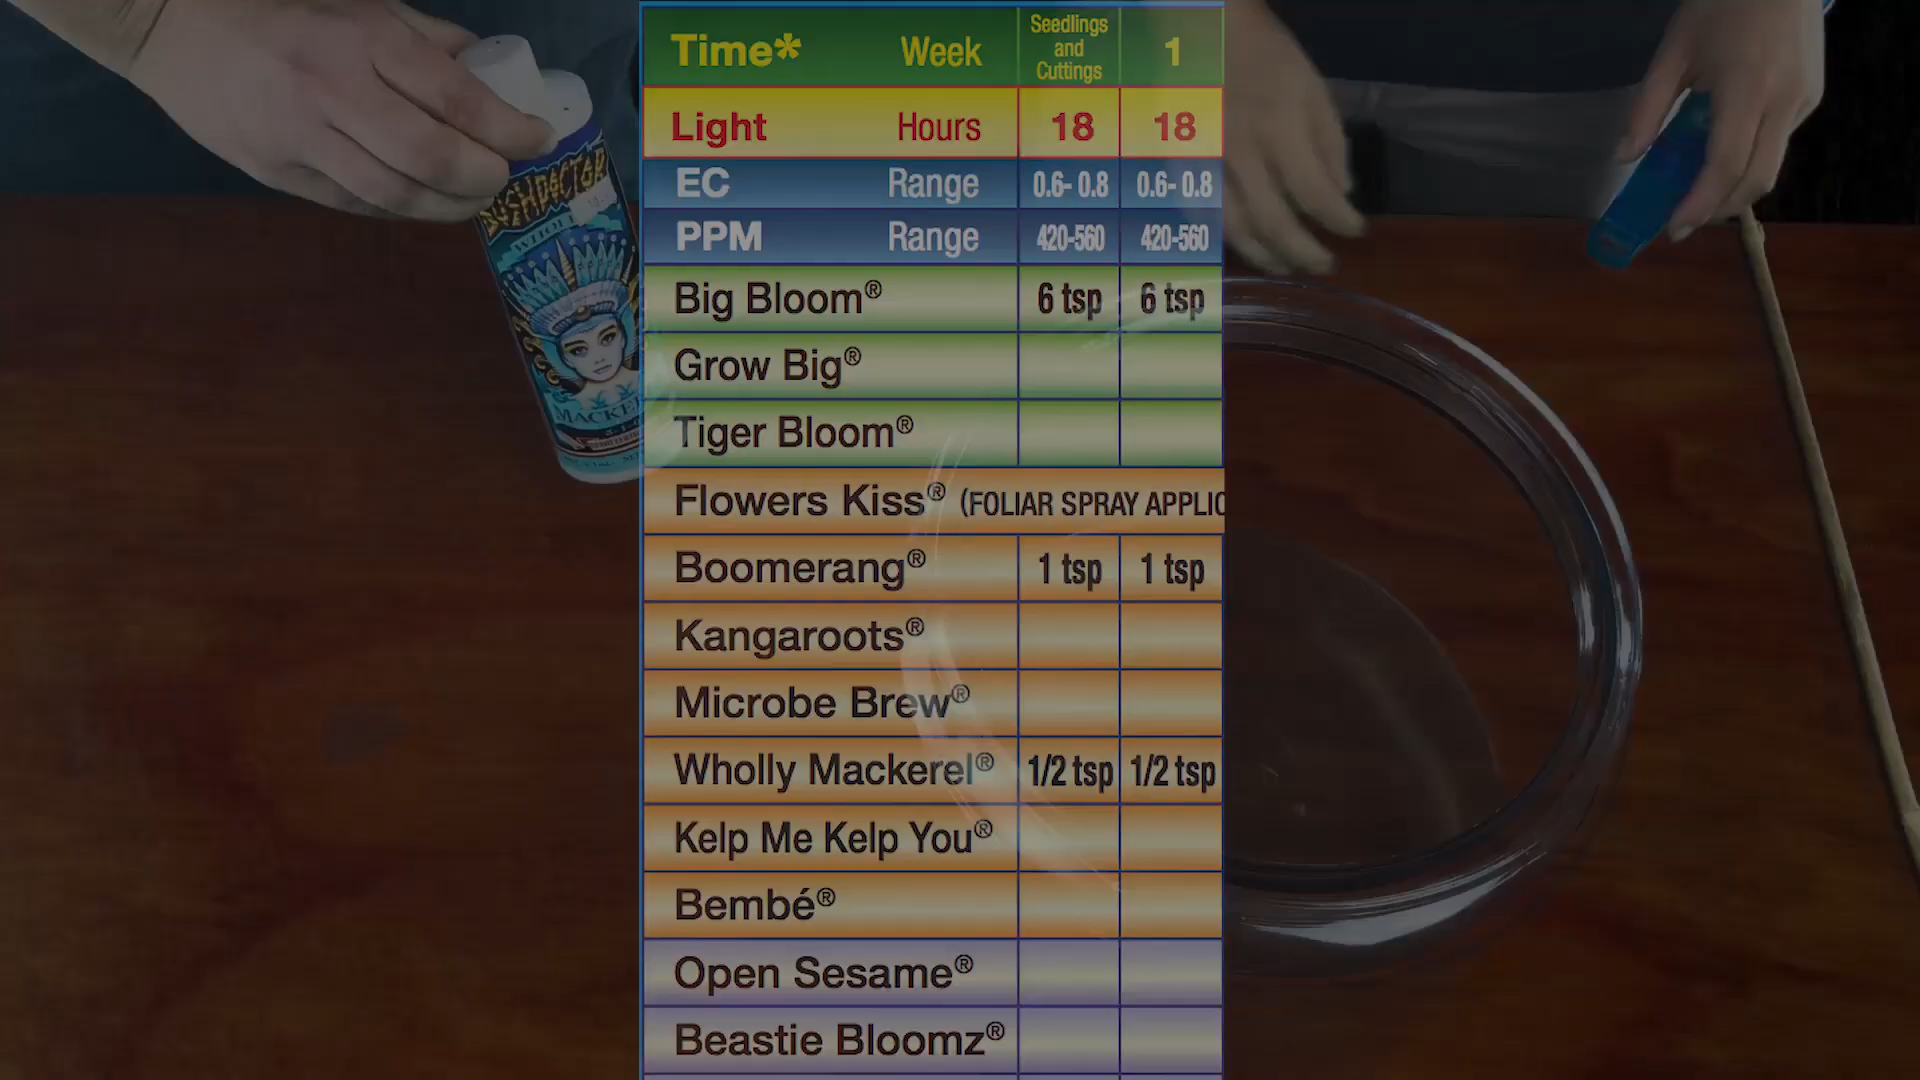 Time* Week Seedlings and Cuttings 1
Light Hours 18 18
EC Range 0.6- 0.8 0.6- 0.8
PPM Range 420-560 420-560
Big Bloom® 6 tsp 6 tsp
Grow Big®
Tiger Bloom®
Flowers Kiss® (FOLIAR SPRAY APPLIC
Boomerang® 1 tsp 1 tsp
Kangaroots®
Microbe Brew®
Wholly Mackerel® 1/2 tsp 1/2 tsp
Kelp Me Kelp You®
Bembé®
Open Sesame®
Beastie Bloomz®
BUSHDOCTOR
WHOL
MACKE